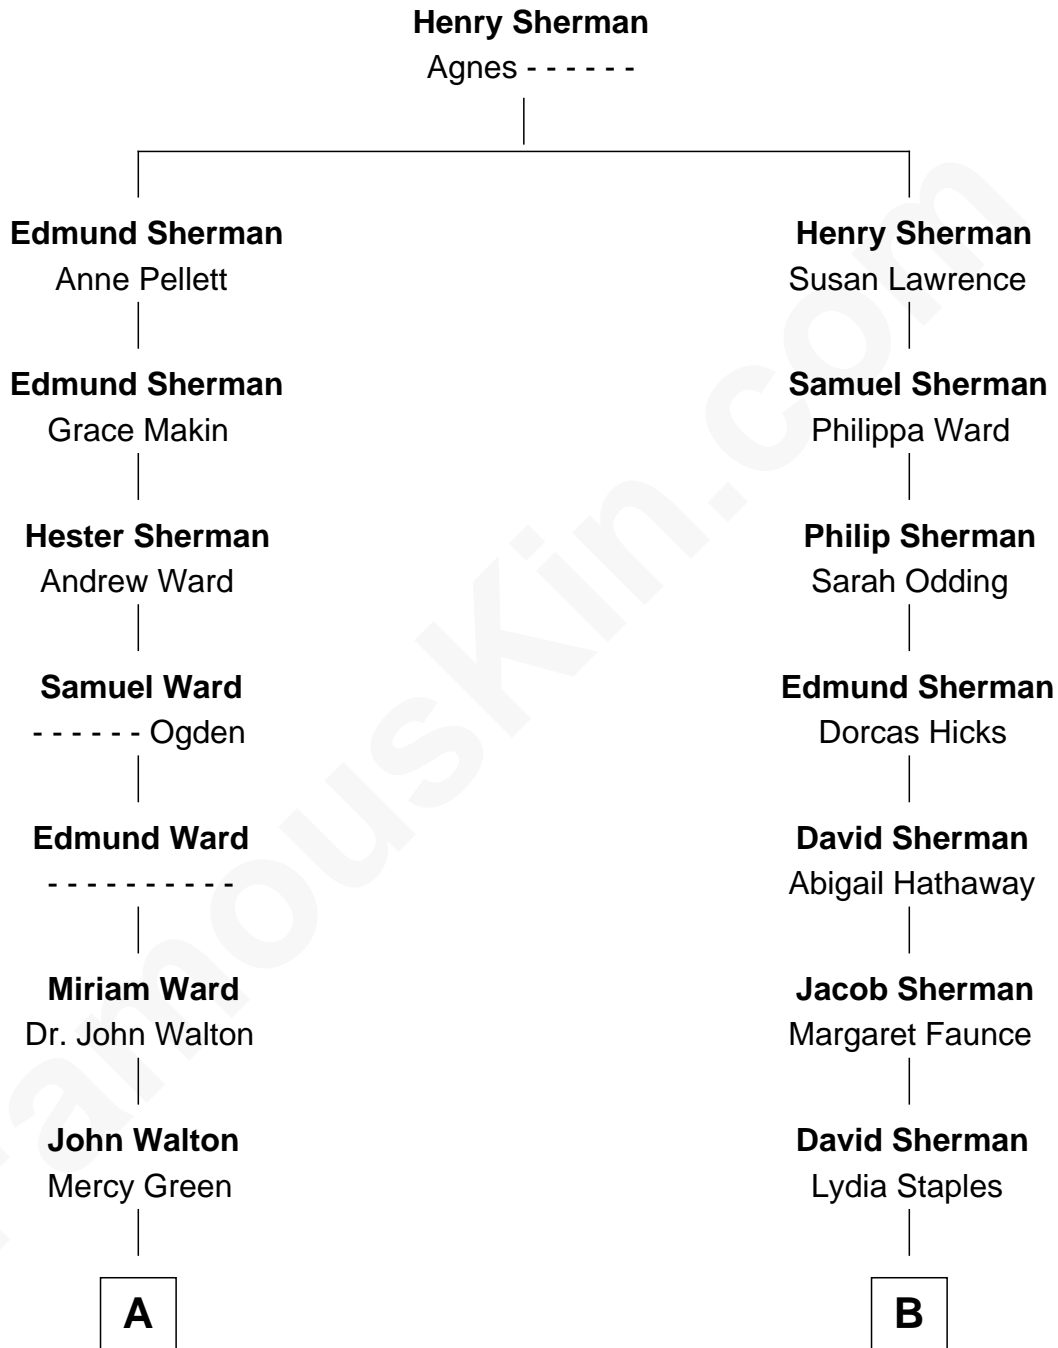 Henry Sherman
Agnes - - - - - -
Edmund Sherman
Anne Pellett
Edmund Sherman
Grace Makin
Hester Sherman
Andrew Ward
Samuel Ward
- - - - - - Ogden
Edmund Ward
- - - - - - - - - -
Miriam Ward
Dr. John Walton
John Walton
Mercy Green
A
Henry Sherman
Susan Lawrence
Samuel Sherman
Philippa Ward
Philip Sherman
Sarah Odding
Edmund Sherman
Dorcas Hicks
David Sherman
Abigail Hathaway
Jacob Sherman
Margaret Faunce
David Sherman
Lydia Staples
B
FamousKin.com